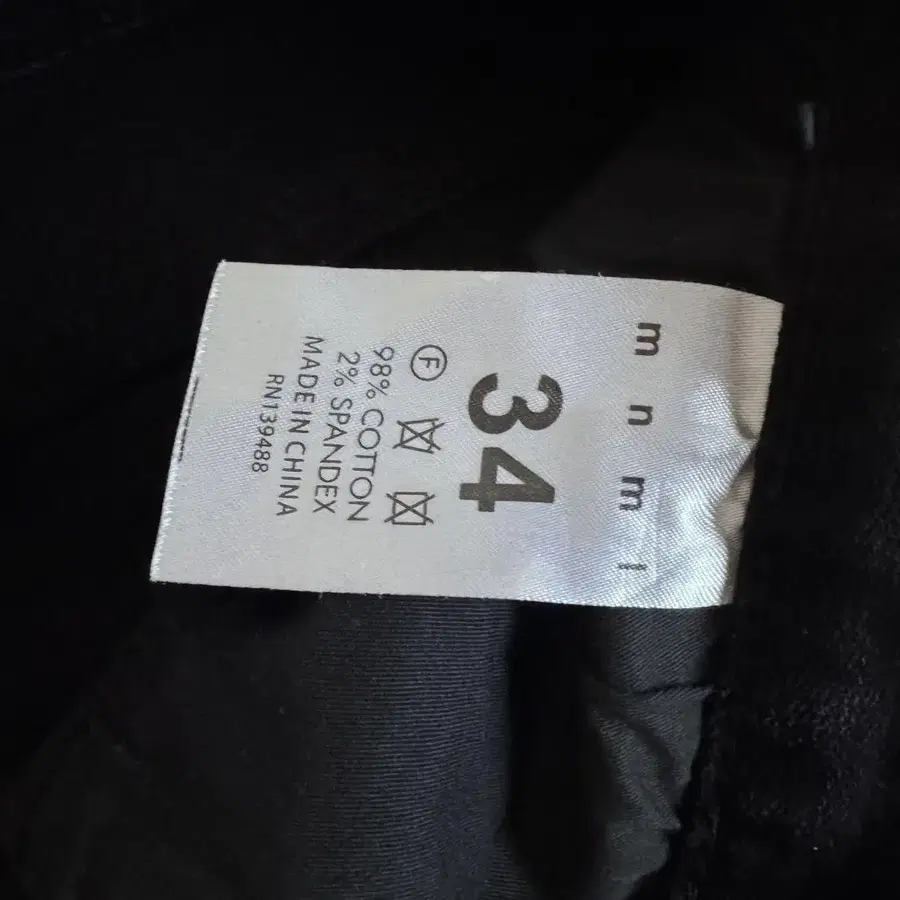 m n m l
34
F
98% COTTON
2% SPANDEX
MADE IN CHINA
RN139488